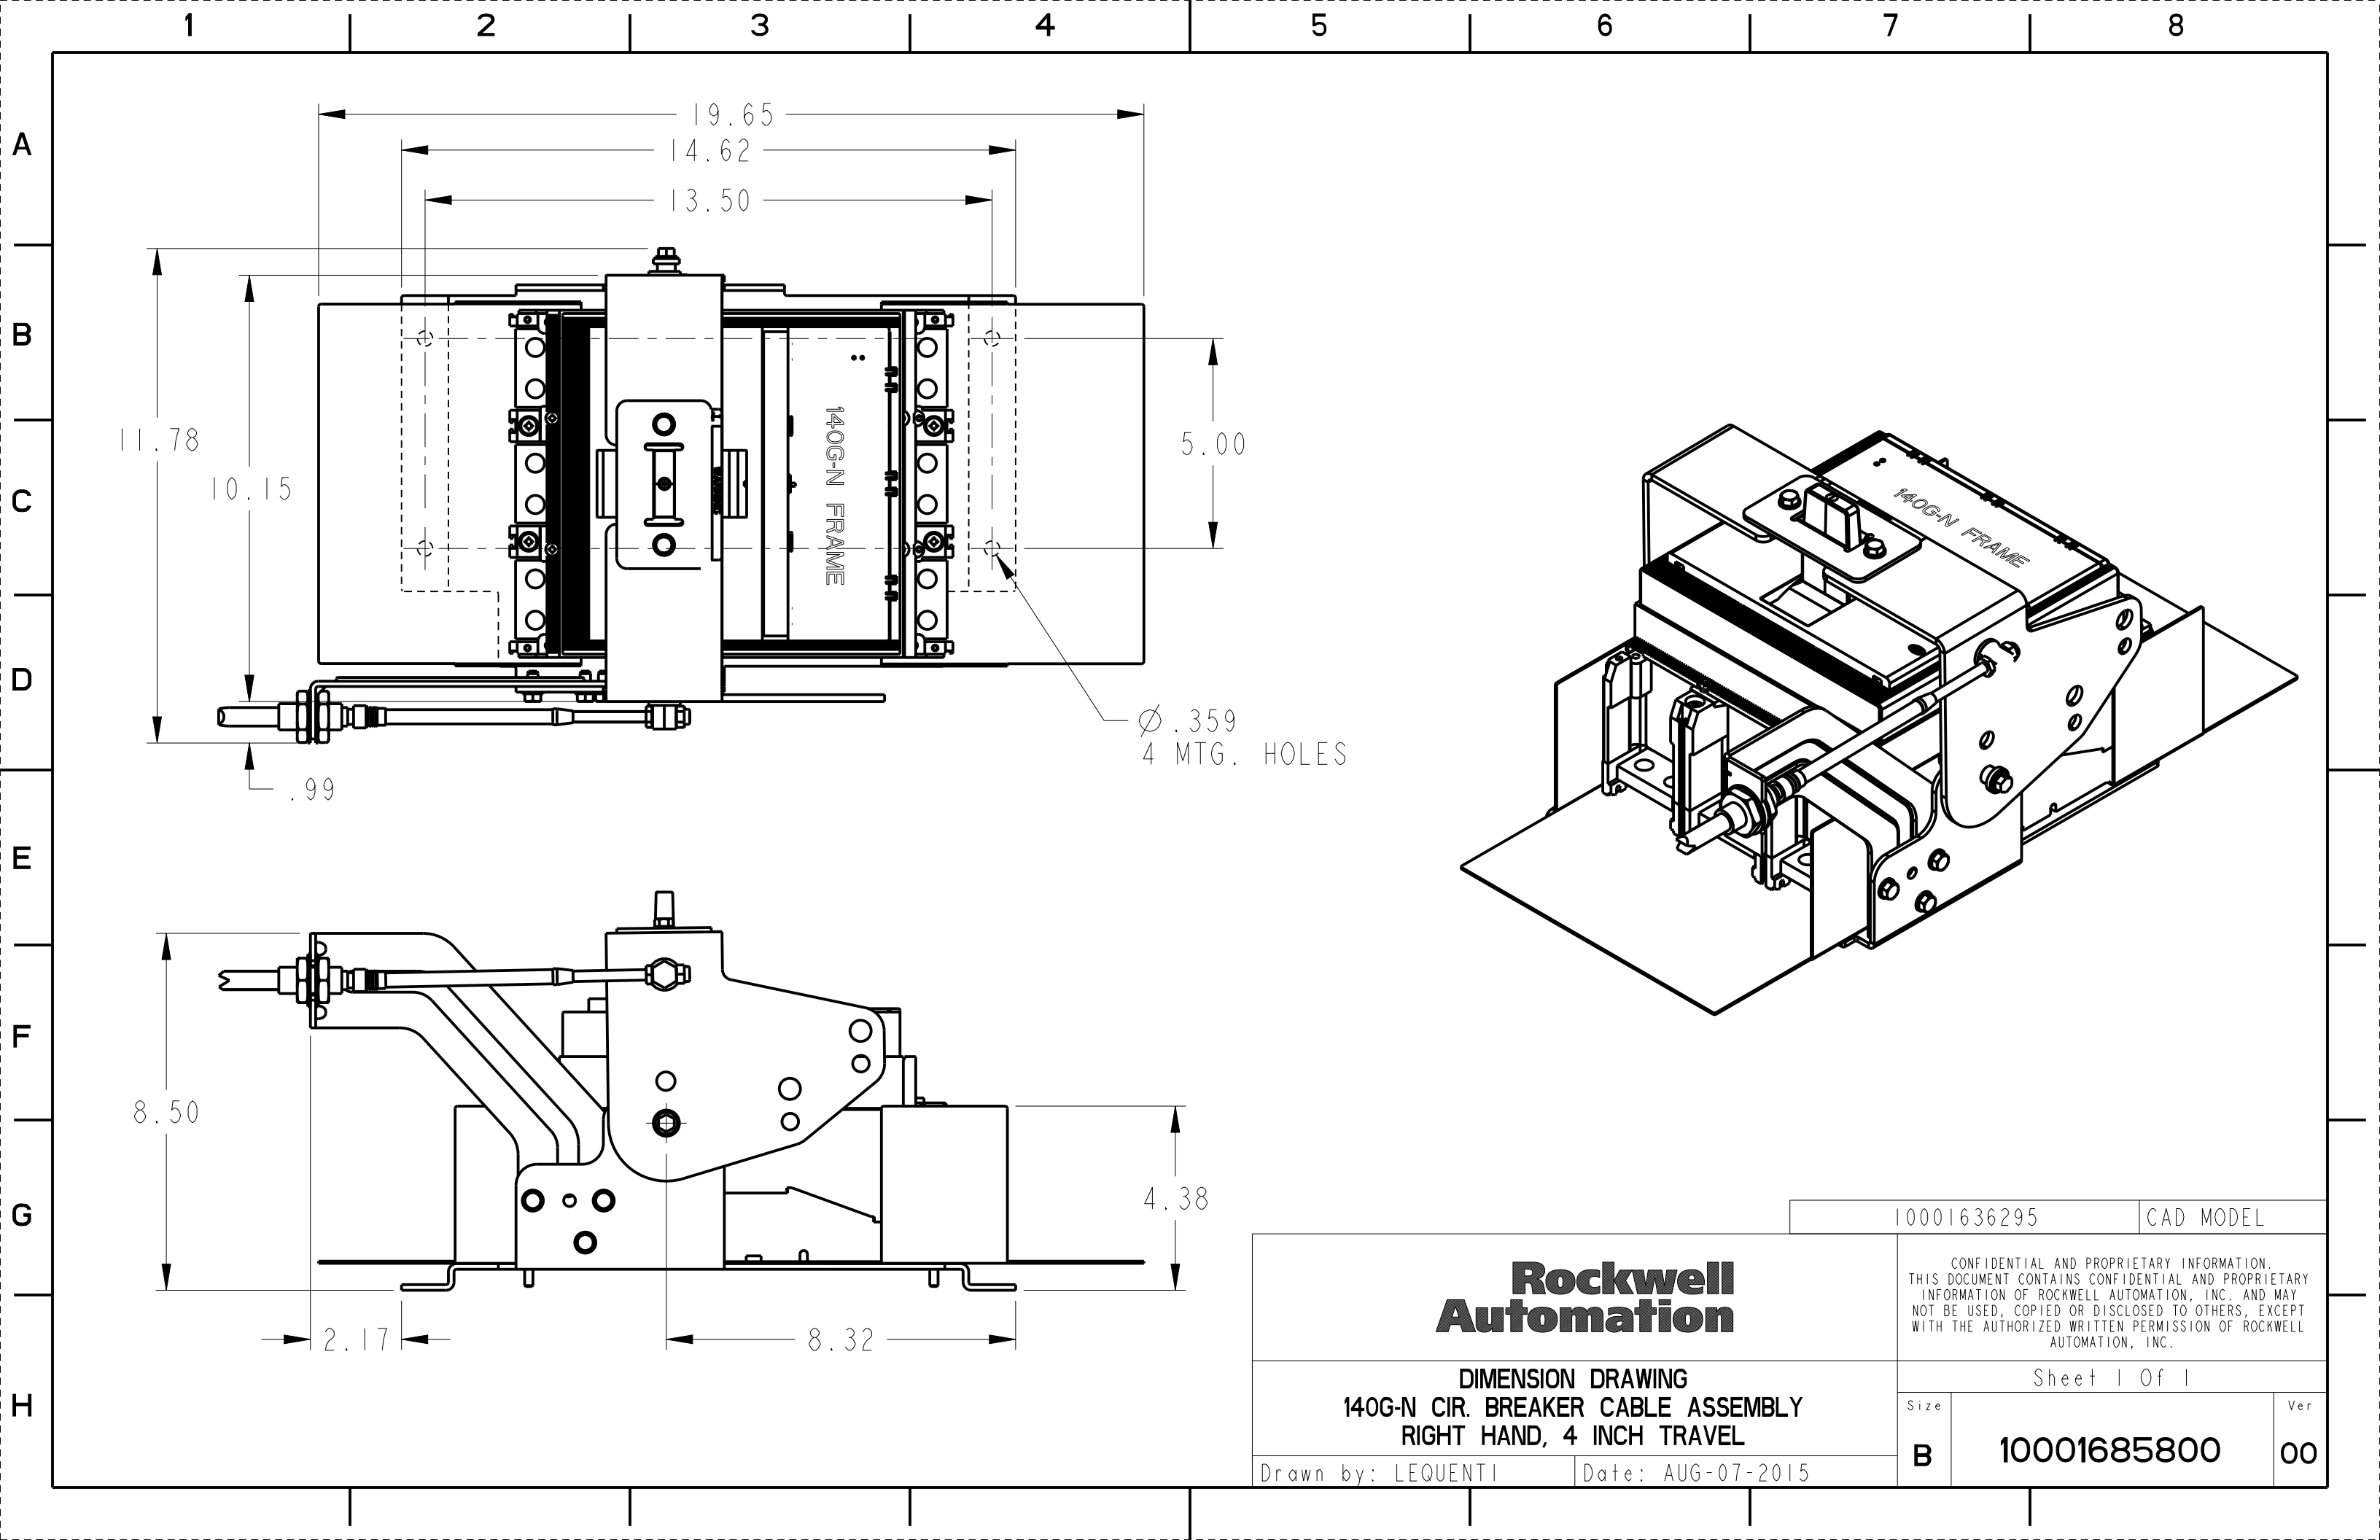 1 2 3 4 5 6 7 8
A
B
C
D
E
F
G
H
19.65
14.62
13.50
11.78
10.15
5.00
140G-N FRAME
Ø.359
4 MTG. HOLES
.99
140G-N FRAME
8.50
4.38
2.17
8.32
10001636295 CAD MODEL
Rockwell
Automation
CONFIDENTIAL AND PROPRIETARY INFORMATION.
THIS DOCUMENT CONTAINS CONFIDENTIAL AND PROPRIETARY
INFORMATION OF ROCKWELL AUTOMATION, INC. AND MAY
NOT BE USED, COPIED OR DISCLOSED TO OTHERS, EXCEPT
WITH THE AUTHORIZED WRITTEN PERMISSION OF ROCKWELL
AUTOMATION, INC.
DIMENSION DRAWING
140G-N CIR. BREAKER CABLE ASSEMBLY
RIGHT HAND, 4 INCH TRAVEL
Sheet 1 Of 1
Size
B
10001685800
Ver
00
Drawn by: LEQUENTI
Date: AUG-07-2015